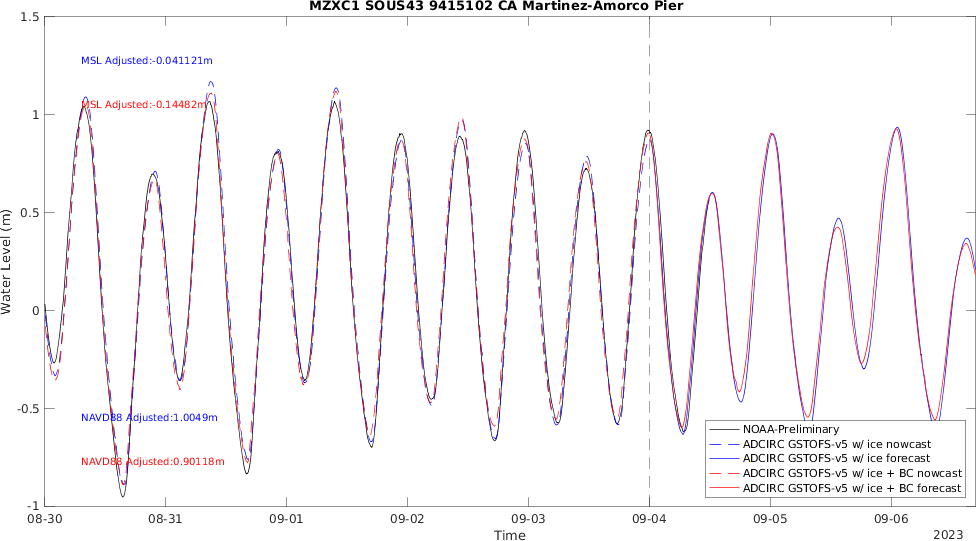 MZXC1 SOUS43 9415102 CA Martinez-Amorco Pier
1.5
MSL Adjusted:-0.041121m
MSL Adjusted:-0.14482m
1
0.5
Water Level (m)
0
-0.5
NAVD88 Adjusted:1.0049m
NAVD88 Adjusted:0.90118m
NOAA-Preliminary
ADCIRC GSTOFS-v5 w/ ice nowcast
ADCIRC GSTOFS-v5 w/ ice forecast
ADCIRC GSTOFS-v5 w/ ice + BC nowcast
ADCIRC GSTOFS-v5 w/ ice + BC forecast
-1
08-30 08-31 09-01 09-02 09-03 09-04 09-05 09-06
Time
2023